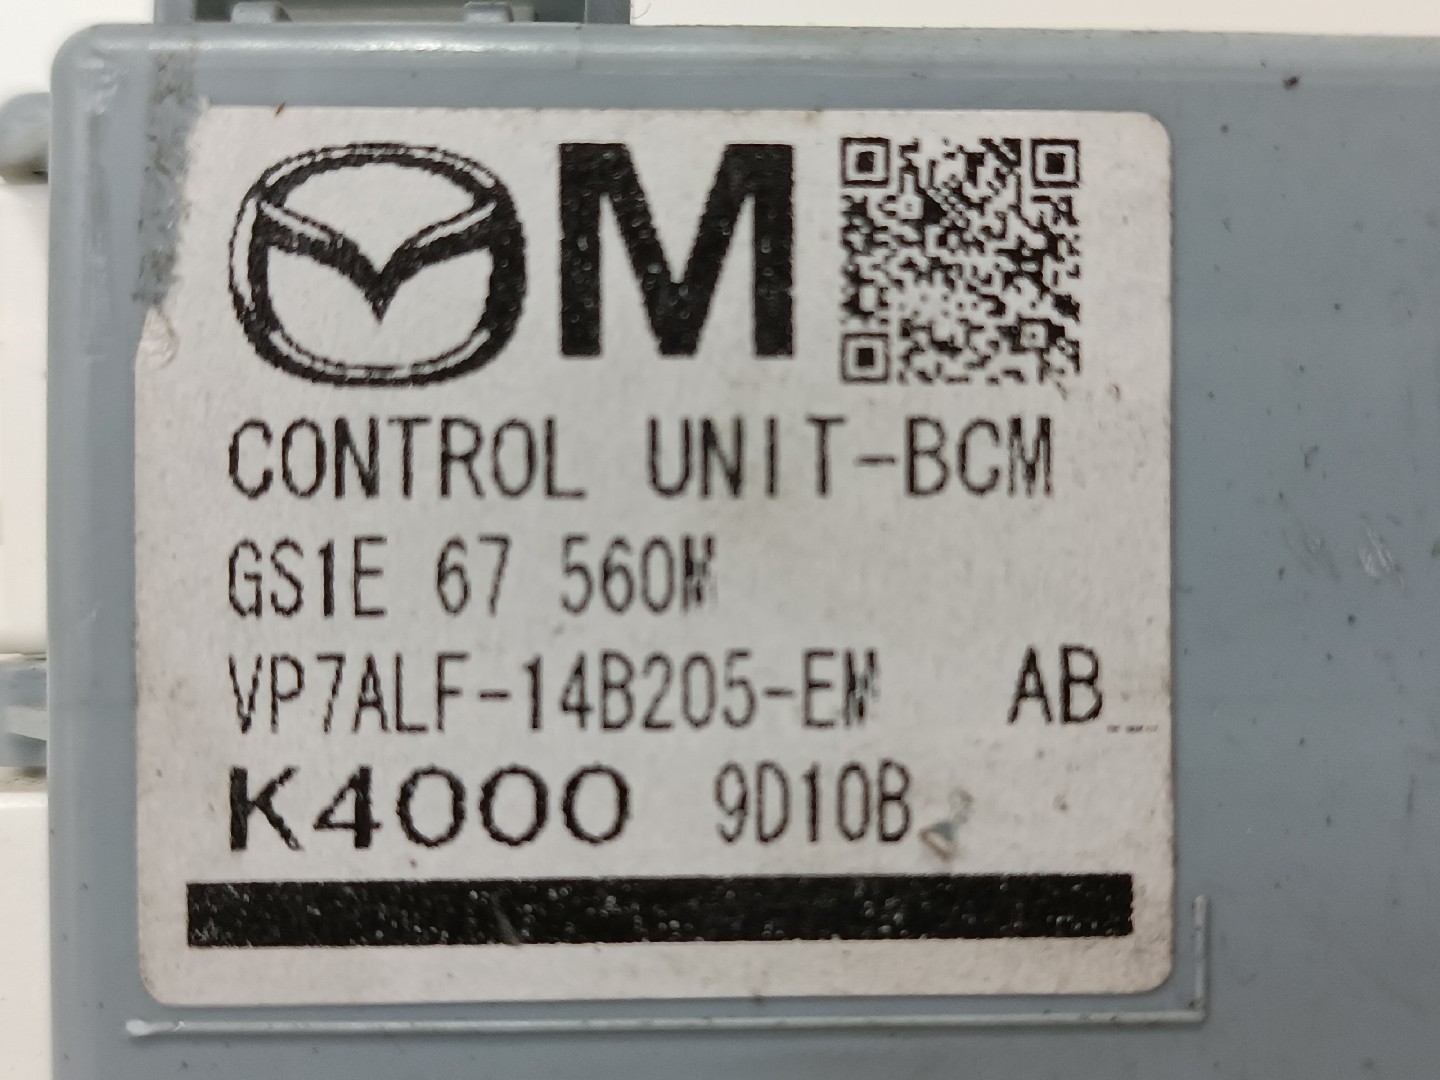 M
CONTROL UNIT-BCM
GS1E 67 560M
VP7ALF-14B205-EM AB
K4000 9D10B